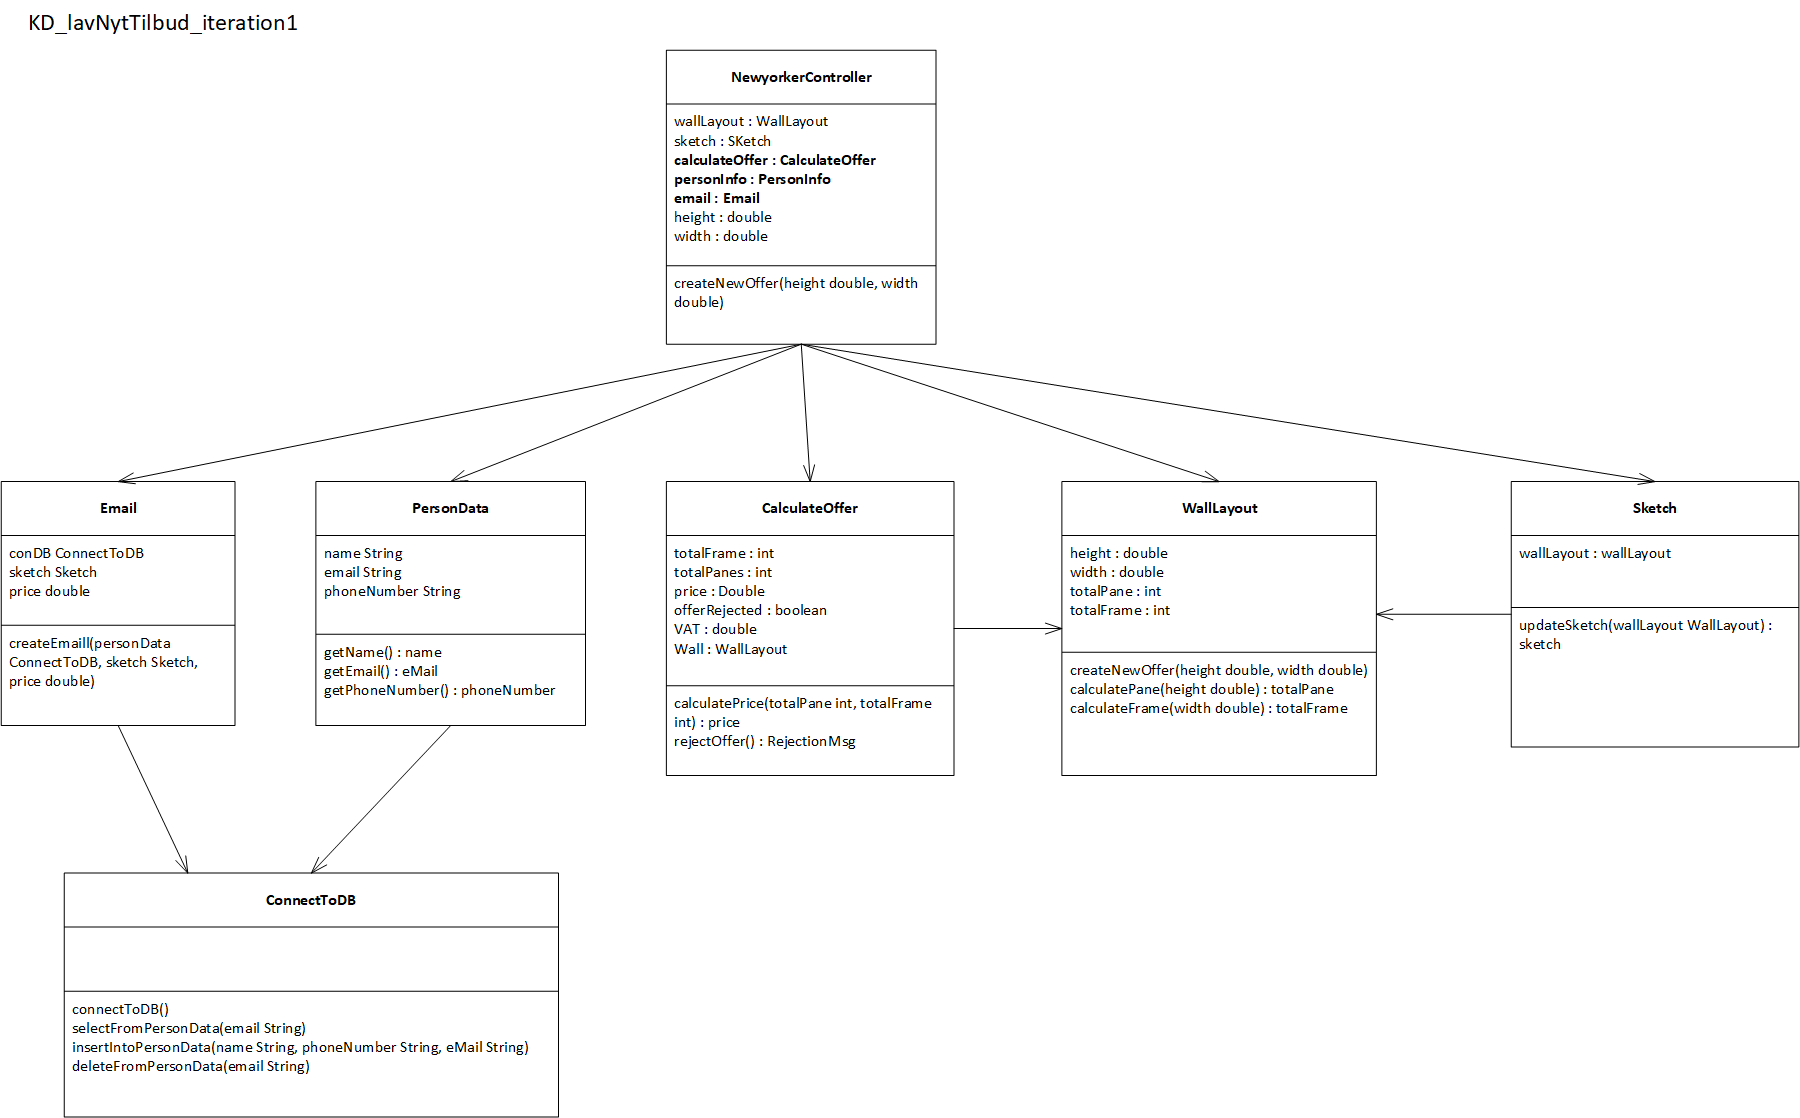 KD_lavNytTilbud_iteration1
NewyorkerController
wallLayout : WallLayout
sketch : SKetch
calculateOffer : CalculateOffer
personInfo : PersonInfo
email : Email
height : double
width : double
createNewOffer(height double, width
double)
Email
conDB ConnectToDB
sketch Sketch
price double
createEmaill(personData
ConnectToDB, sketch Sketch,
price double)
PersonData
name String
email String
phoneNumber String
getName() : name
getEmail() : eMail
getPhoneNumber() : phoneNumber
CalculateOffer
totalFrame : int
totalPanes : int
price : Double
offerRejected : boolean
VAT : double
Wall : WallLayout
calculatePrice(totalPane int, totalFrame
int) : price
rejectOffer() : RejectionMsg
WallLayout
height : double
width : double
totalPane : int
totalFrame : int
createNewOffer(height double, width double)
calculatePane(height double) : totalPane
calculateFrame(width double) : totalFrame
Sketch
wallLayout : wallLayout
updateSketch(wallLayout WallLayout) :
sketch
ConnectToDB
connectToDB()
selectFromPersonData(email String)
insertIntoPersonData(name String, phoneNumber String, eMail String)
deleteFromPersonData(email String)